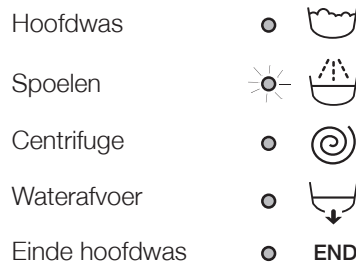 Hoofdwas
Spoelen
Centrifuge
Waterafvoer
Einde hoofdwas END